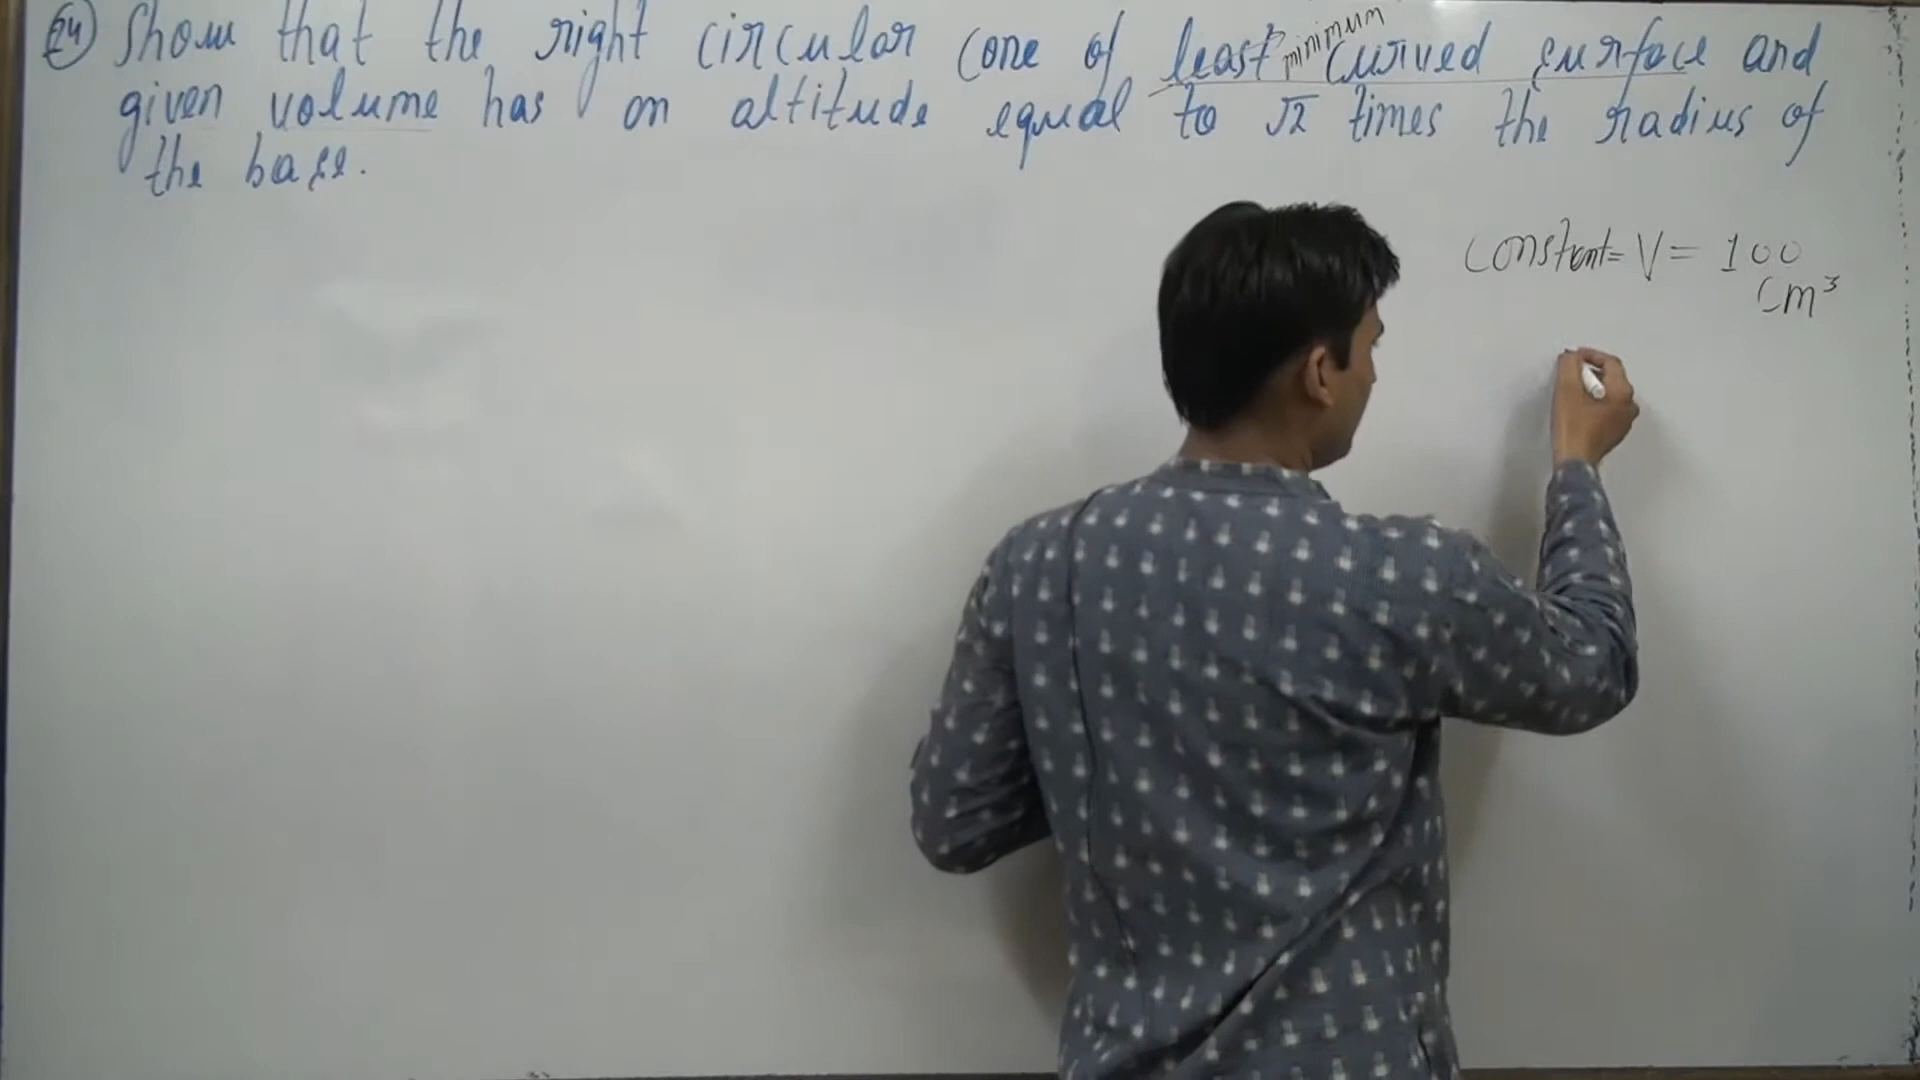 24 Show that the right circular cone of least minimum curved surface and
given volume has an altitude equal to √2 times the radius of
the base.
Constant = V = 100
Cm³